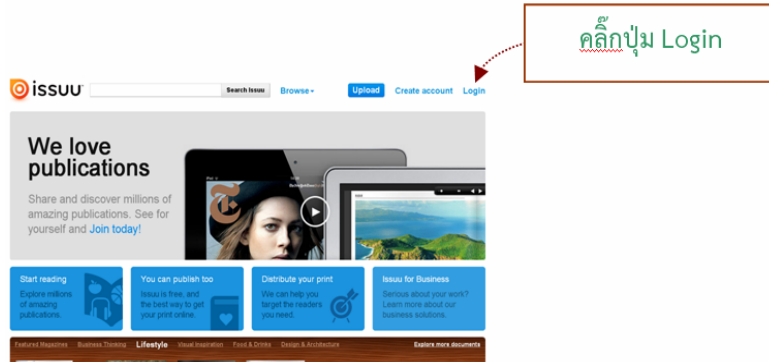 คลิ๊กปุ่ม Login
issuu
Search Issuu
Browse
Upload
Create account
Login
We love
publications
Share and discover millions of
amazing publications. See for
yourself and Join today!
Start reading
Explore millions
of amazing
publications.
You can publish too
Issuu is free, and
the best way to get
your print online.
Distribute your print
We can help you
target the readers
you need.
Issuu for Business
Serious about your work?
Learn more about our
business solutions.
Featured Magazines Business Thinking Lifestyle Visual Inspiration Food & Drinks Design & Architecture Explore more documents